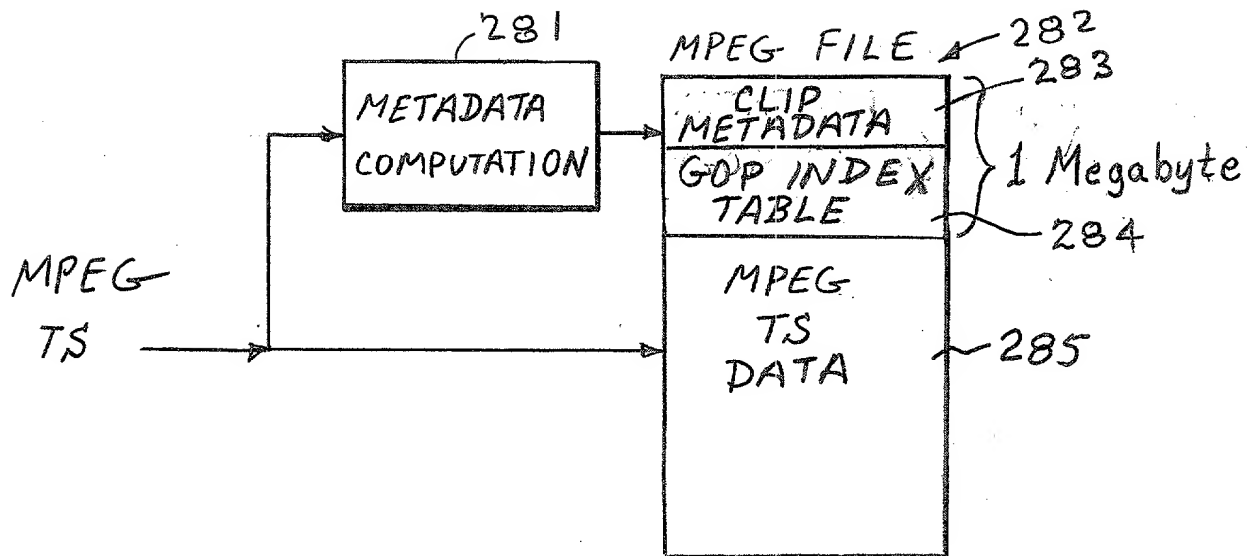 281
METADATA
COMPUTATION
MPEG FILE
282
283
CLIP
METADATA
GOP INDEX
TABLE
1 Megabyte
284
MPEG
TS
MPEG
TS
DATA
285